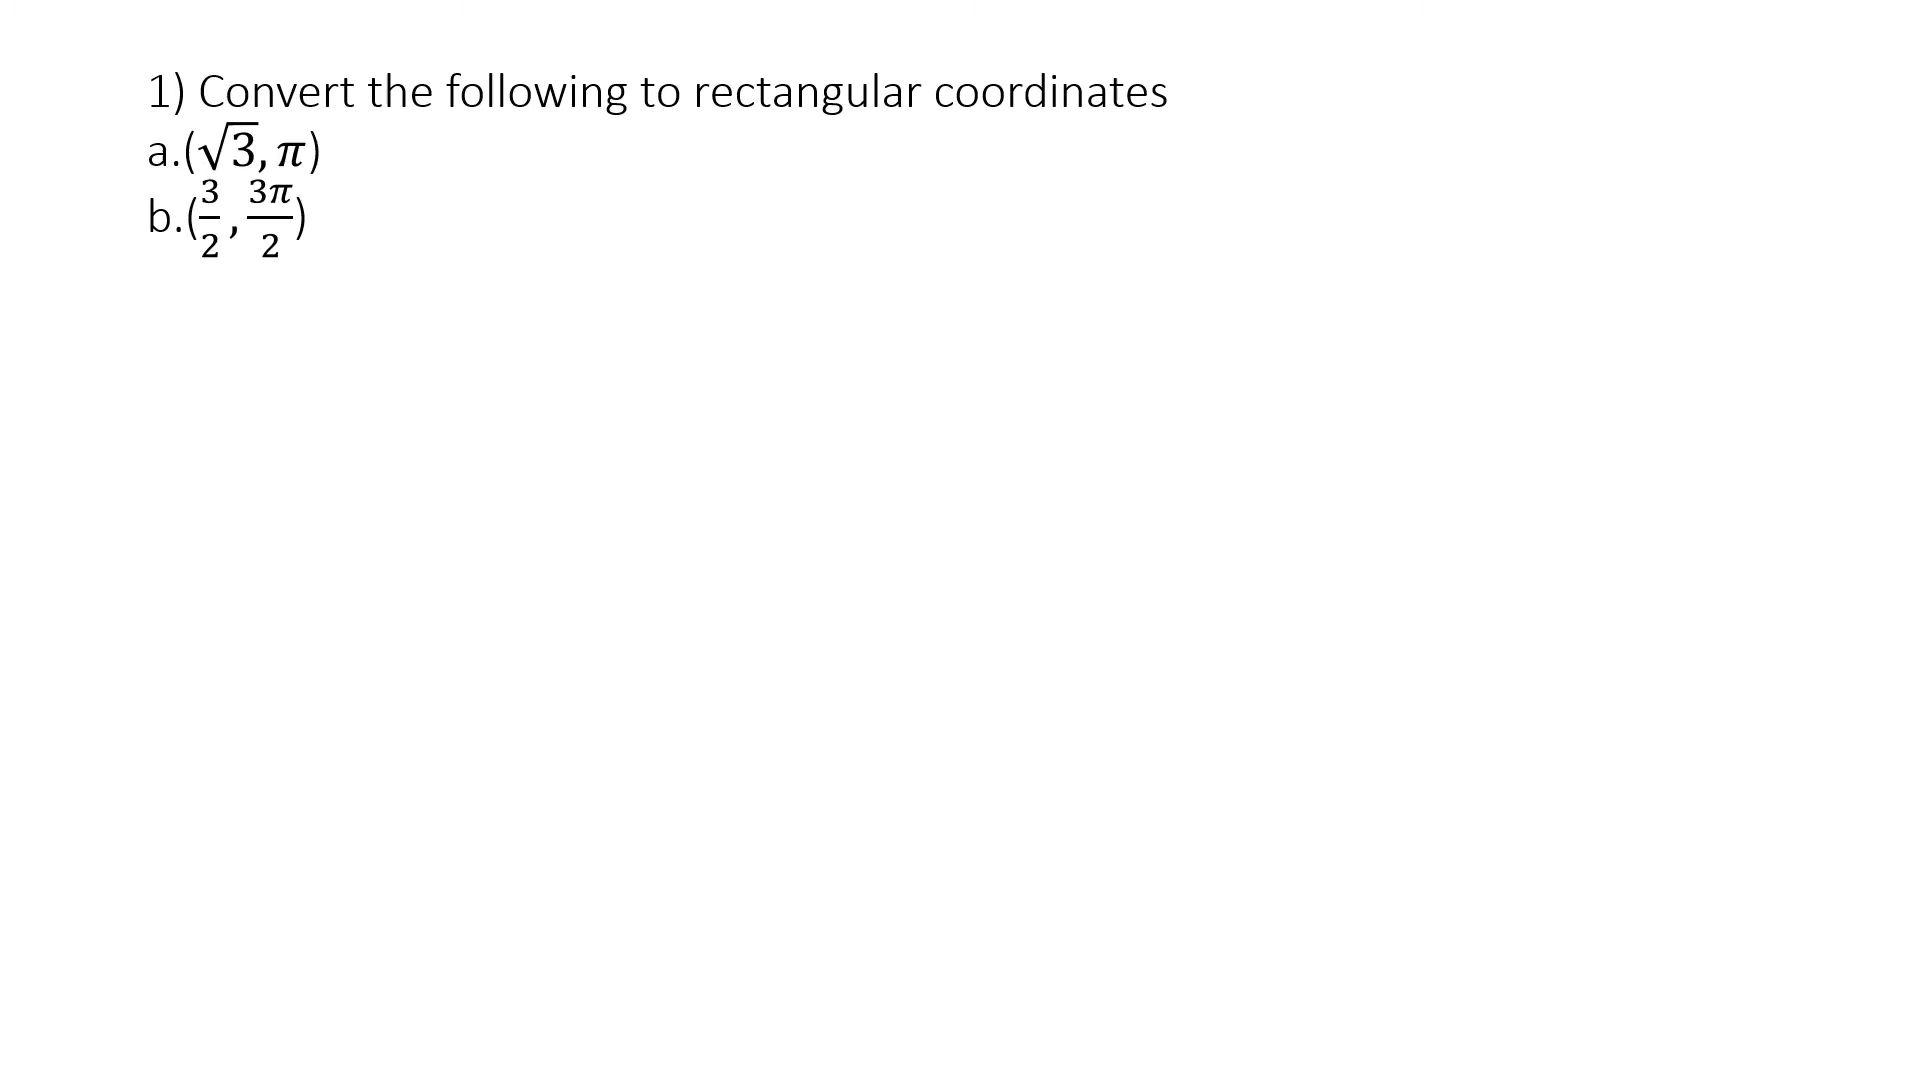 1) Convert the following to rectangular coordinates
a.(√3, π)
b.(3/2, 3π/2)